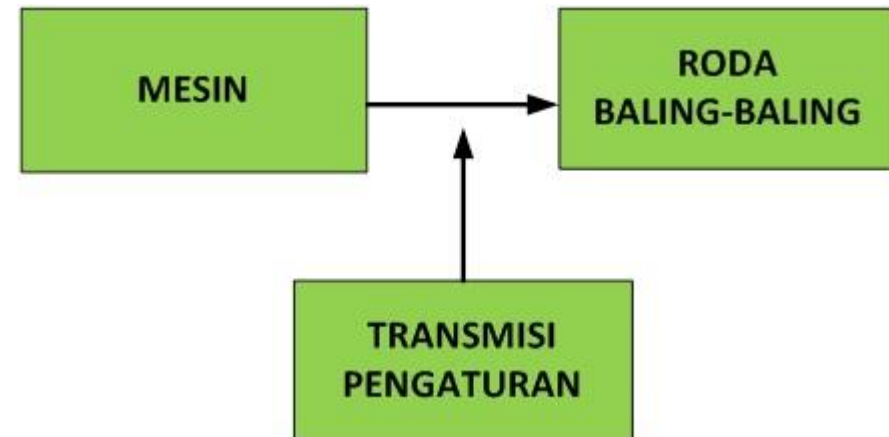 MESIN
RODA
BALING-BALING
TRANSMISI
PENGATURAN